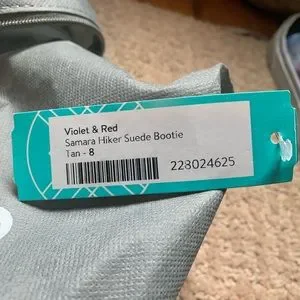 Violet & Red
Samara Hiker Suede Bootie
Tan - 8
228024625